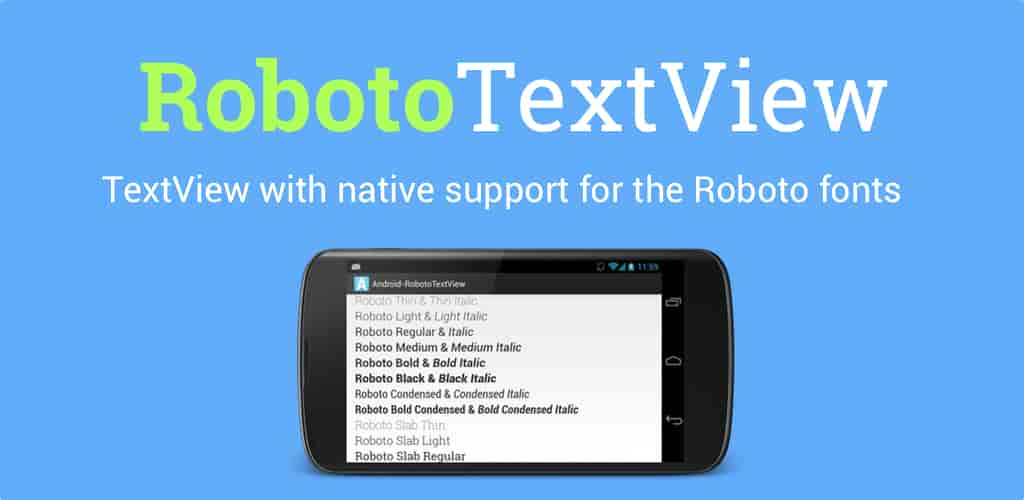 RobotoTextView
TextView with native support for the Roboto fonts
11:59
A Android-RobotoTextView
Roboto Thin & Thin Italic
Roboto Light & Light Italic
Roboto Regular & Italic
Roboto Medium & Medium Italic
Roboto Bold & Bold Italic
Roboto Black & Black Italic
Roboto Condensed & Condensed Italic
Roboto Bold Condensed & Bold Condensed Italic
Roboto Slab Thin
Roboto Slab Light
Roboto Slab Regular